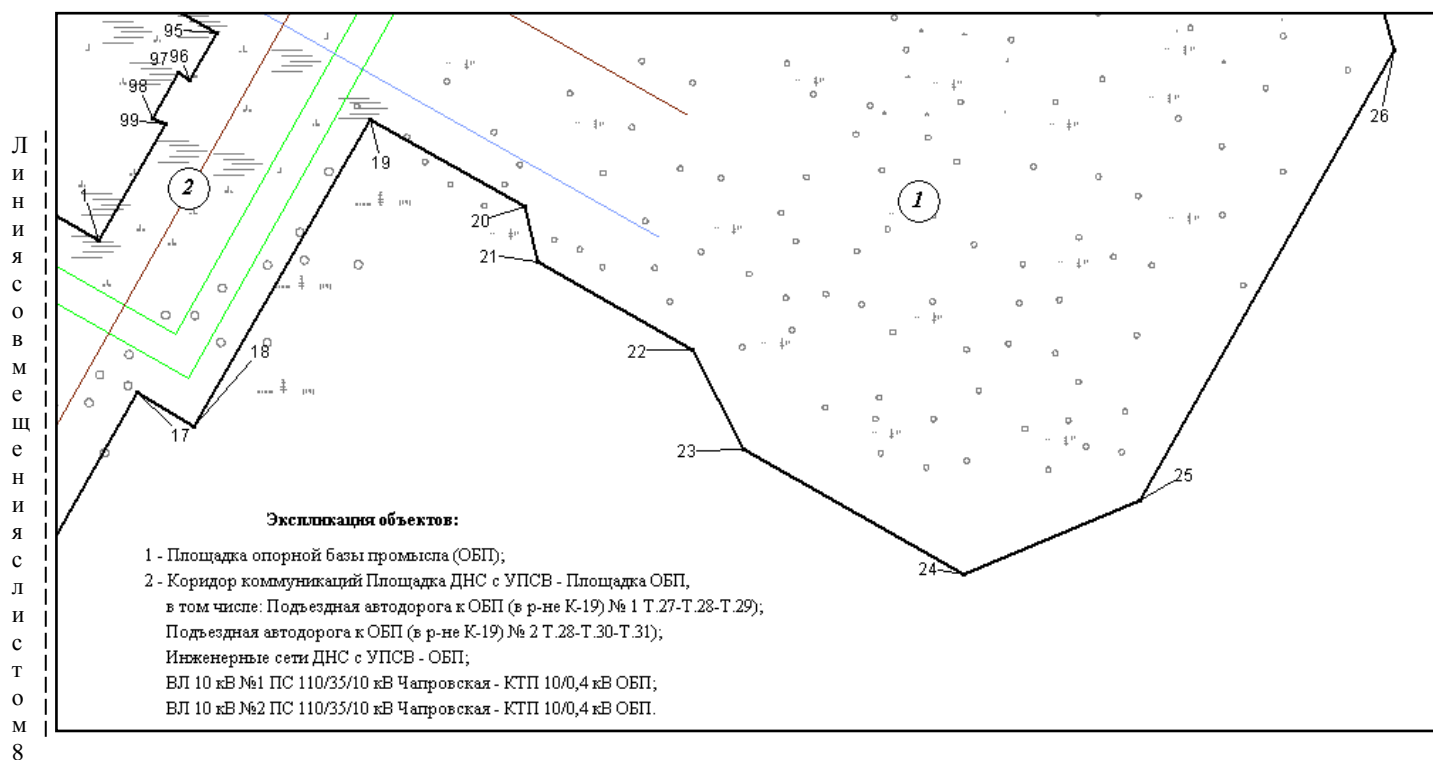 95
97 96
98
99
1
2
19
20
21
18
17
22
23
24
25
26
1
Линия совмещения с листом 8
Экспликация объектов:
1 - Площадка опорной базы промысла (ОБП);
2 - Коридор коммуникаций Площадка ДНС с УПСВ - Площадка ОБП,
в том числе: Подъездная автодорога к ОБП (в р-не К-19) № 1 Т.27-Т.28-Т.29);
Подъездная автодорога к ОБП (в р-не К-19) № 2 Т.28-Т.30-Т.31);
Инженерные сети ДНС с УПСВ - ОБП;
ВЛ 10 кВ №1 ПС 110/35/10 кВ Чапровская - КТП 10/0,4 кВ ОБП;
ВЛ 10 кВ №2 ПС 110/35/10 кВ Чапровская - КТП 10/0,4 кВ ОБП.